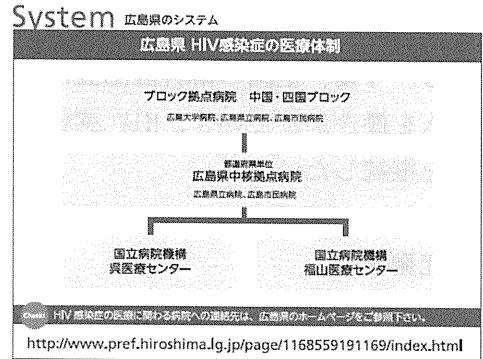 System 広島県のシステム
広島県 HIV感染症の医療体制
ブロック拠点病院 中国・四国ブロック
広島大学病院、広島県立病院、広島市民病院
都道府県単位
広島県中核拠点病院
広島県立病院、広島市民病院
国立病院機構 国立病院機構
呉医療センター 福山医療センター
Check! HIV 感染症の医療に関わる病院への連絡先は、広島県のホームページをご参照下さい。
http://www.pref.hiroshima.lg.jp/page/1168559191169/index.html